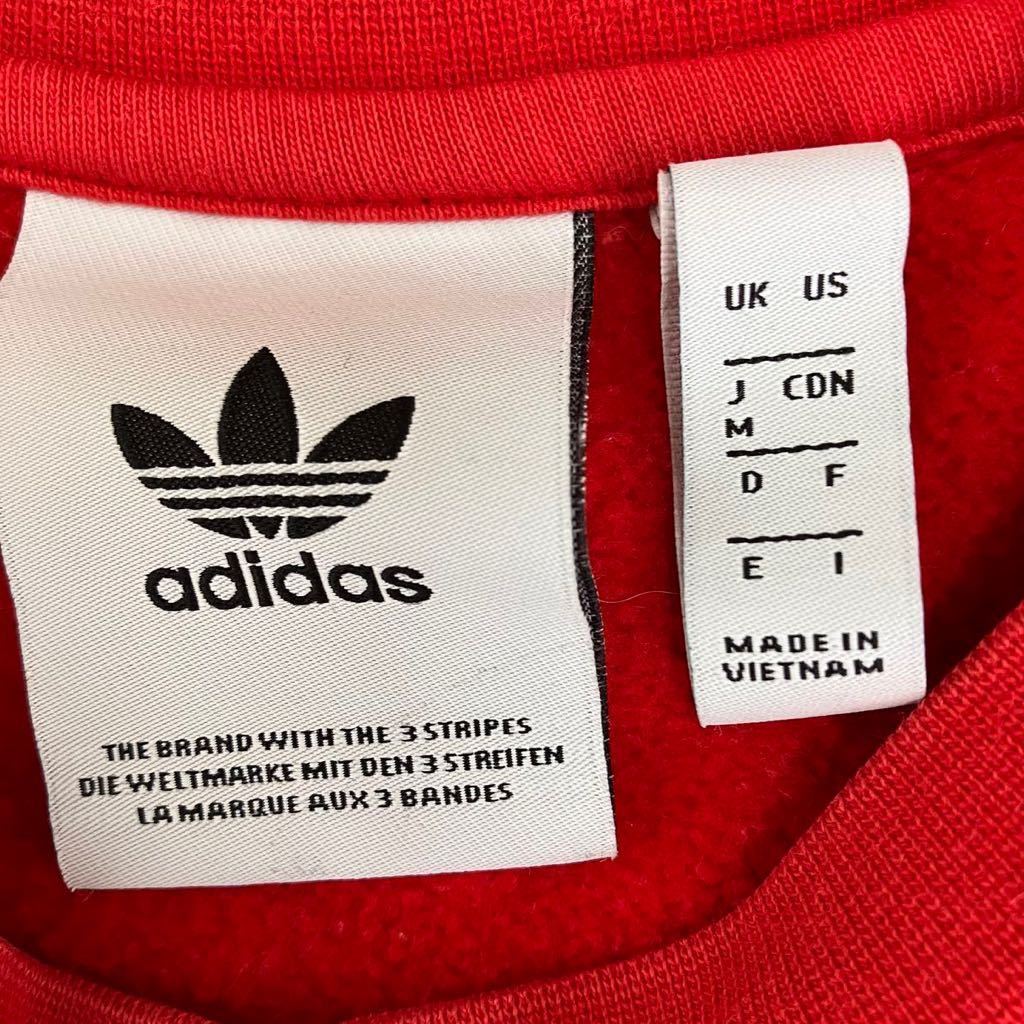 adidas
THE BRAND WITH THE 3 STRIPES
DIE WELTMARKE MIT DEN 3 STREIFEN
LA MARQUE AUX 3 BANDES
UK US
J CDN
M
D F
E I
MADE IN
VIETNAM